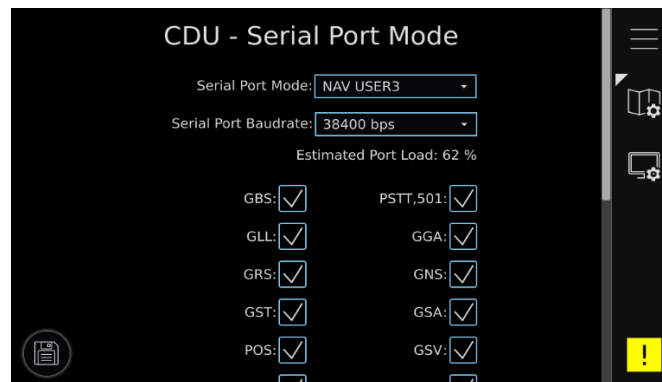 CDU - Serial Port Mode
Serial Port Mode: NAV USER3
Serial Port Baudrate: 38400 bps
Estimated Port Load: 62 %
GBS: PSTT,501:
GLL: GGA:
GRS: GNS:
GST: GSA:
POS: GSV:
!